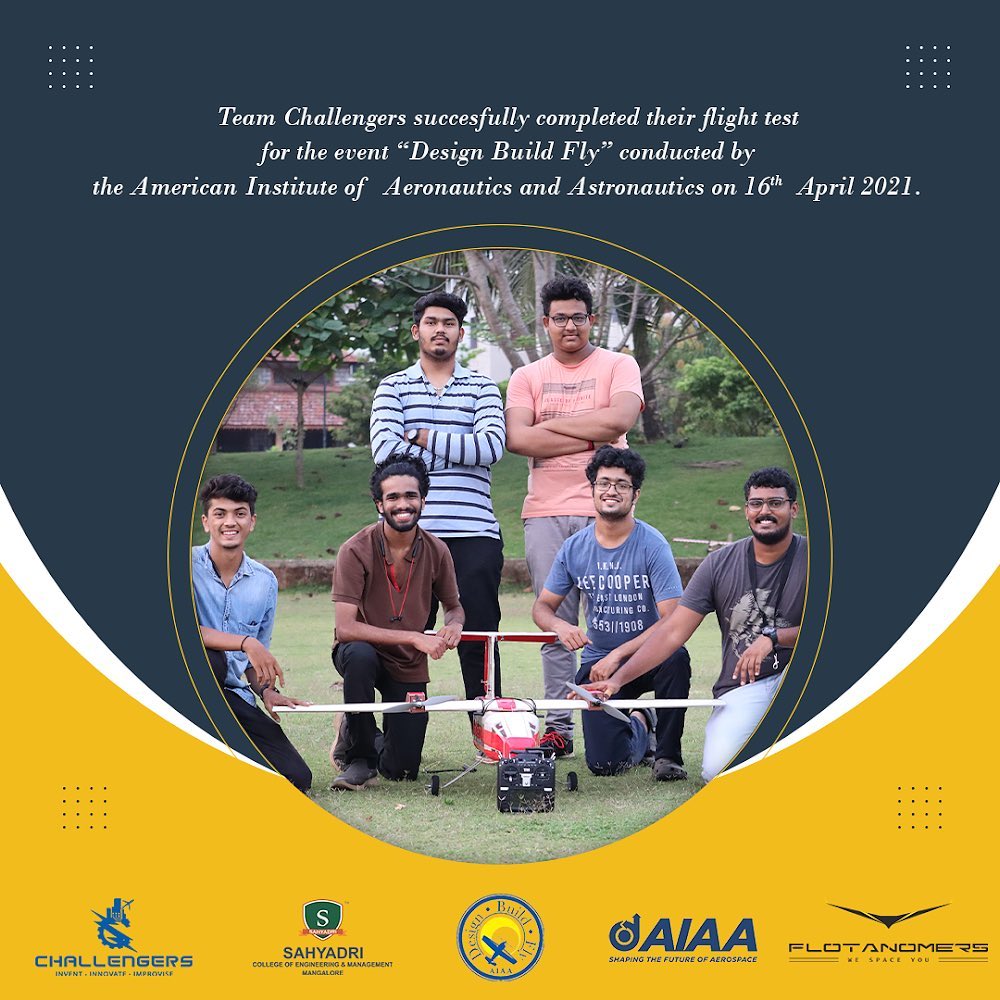 Team Challengers succesfully completed their flight test
for the event “Design Build Fly” conducted by
the American Institute of Aeronautics and Astronautics on 16th April 2021.
LEE COOPER
EAST LONDON
553//1908
CHALLENGERS
INVENT - INNOVATE - IMPROVISE
S
SAHYADRI
SAHYADRI
COLLEGE OF ENGINEERING & MANAGEMENT
MANGALORE
Design • Build • Fly
AIAA
AIAA
SHAPING THE FUTURE OF AEROSPACE
FLOTANOMERS
WE SPACE YOU